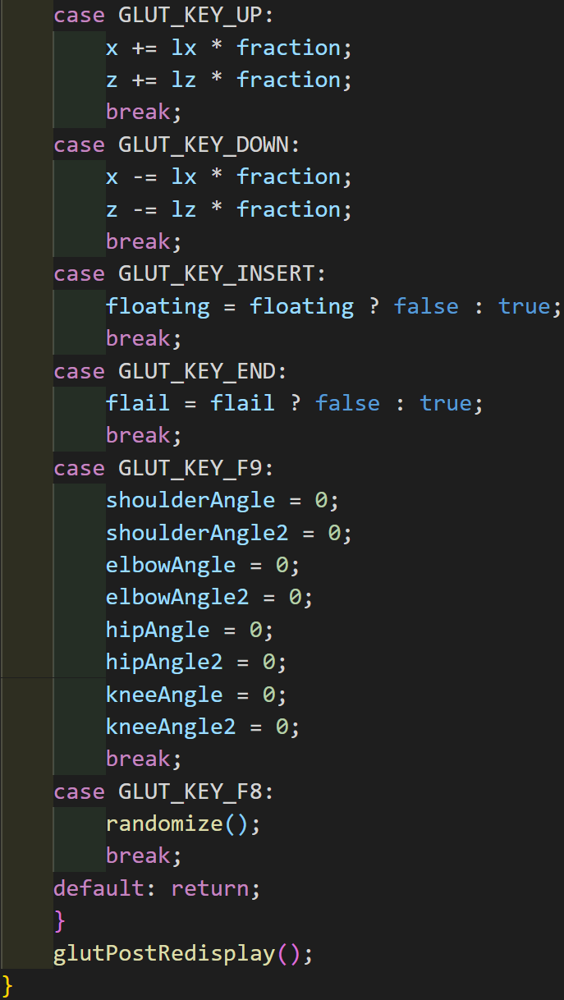 case GLUT_KEY_UP:
x += lx * fraction;
z += lz * fraction;
break;
case GLUT_KEY_DOWN:
x -= lx * fraction;
z -= lz * fraction;
break;
case GLUT_KEY_INSERT:
floating = floating ? false : true;
break;
case GLUT_KEY_END:
flail = flail ? false : true;
break;
case GLUT_KEY_F9:
shoulderAngle = 0;
shoulderAngle2 = 0;
elbowAngle = 0;
elbowAngle2 = 0;
hipAngle = 0;
hipAngle2 = 0;
kneeAngle = 0;
kneeAngle2 = 0;
break;
case GLUT_KEY_F8:
randomize();
break;
default: return;
}
glutPostRedisplay();
}